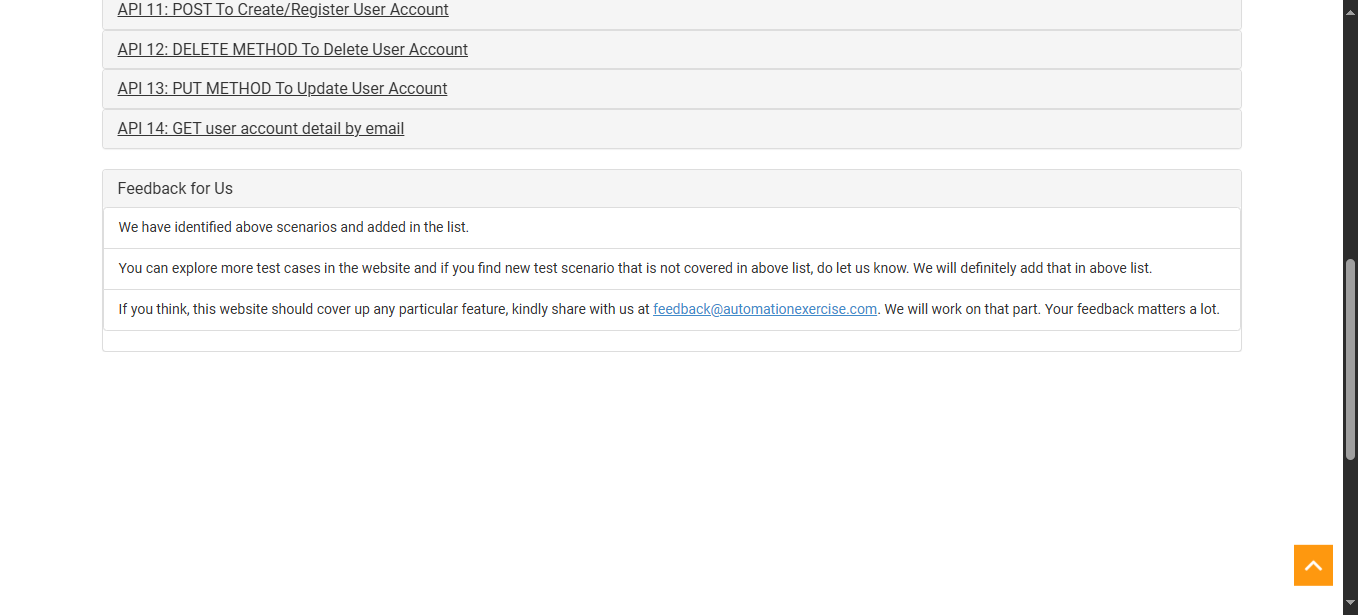 API 11: POST To Create/Register User Account
API 12: DELETE METHOD To Delete User Account
API 13: PUT METHOD To Update User Account
API 14: GET user account detail by email
Feedback for Us
We have identified above scenarios and added in the list.
You can explore more test cases in the website and if you find new test scenario that is not covered in above list, do let us know. We will definitely add that in above list.
If you think, this website should cover up any particular feature, kindly share with us at feedback@automationexercise.com. We will work on that part. Your feedback matters a lot.